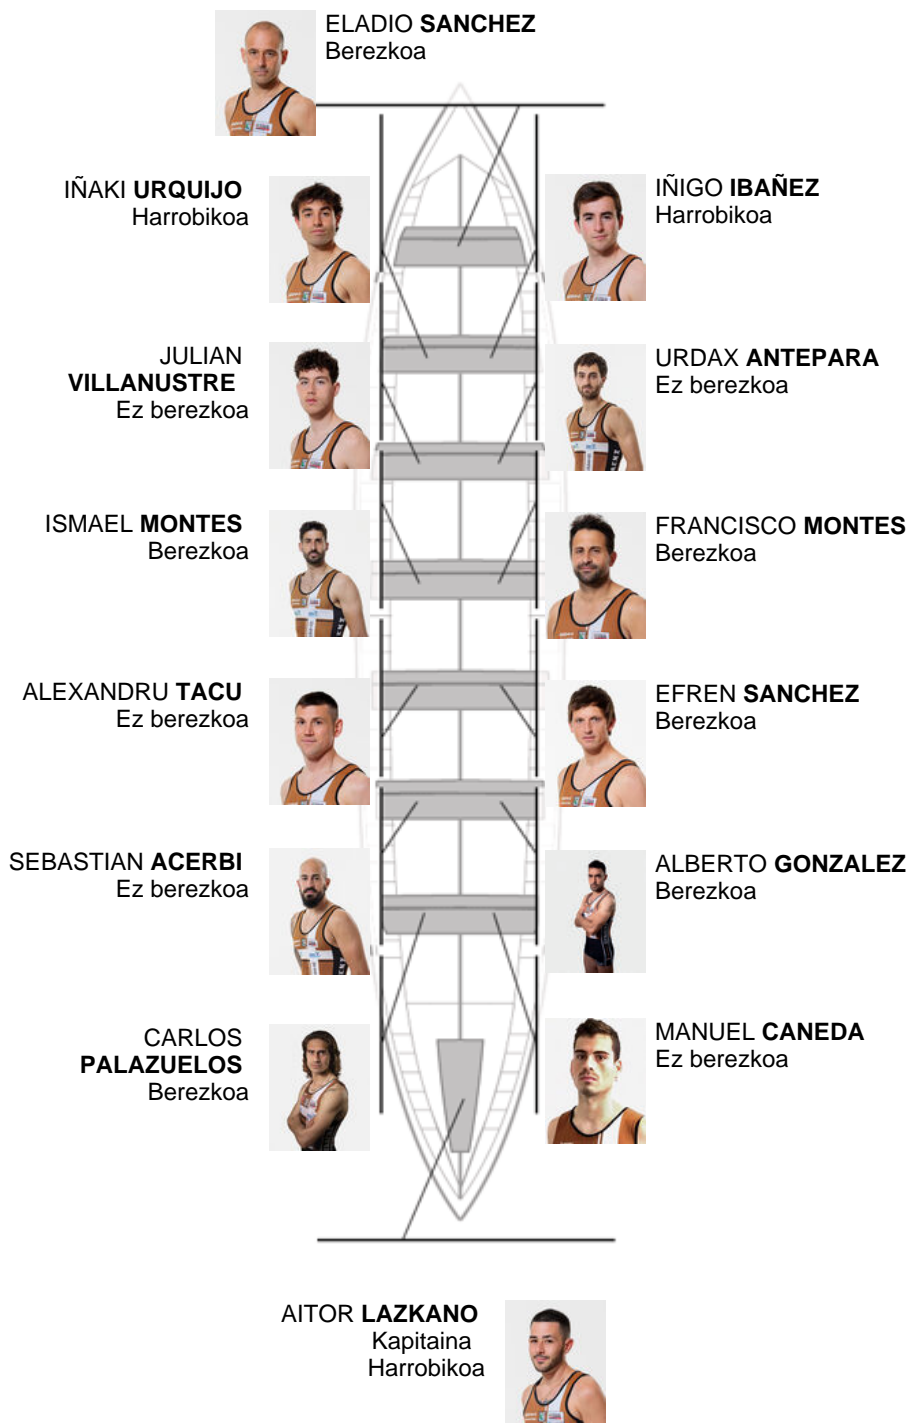 ELADIO SANCHEZ
Berezkoa
IÑAKI URQUIJO
Harrobikoa
IÑIGO IBAÑEZ
Harrobikoa
JULIAN
VILLANUSTRE
Ez berezkoa
URDAX ANTEPARA
Ez berezkoa
ISMAEL MONTES
Berezkoa
FRANCISCO MONTES
Berezkoa
ALEXANDRU TACU
Ez berezkoa
EFREN SANCHEZ
Berezkoa
SEBASTIAN ACERBI
Ez berezkoa
ALBERTO GONZALEZ
Berezkoa
CARLOS
PALAZUELOS
Berezkoa
MANUEL CANEDA
Ez berezkoa
AITOR LAZKANO
Kapitaina
Harrobikoa